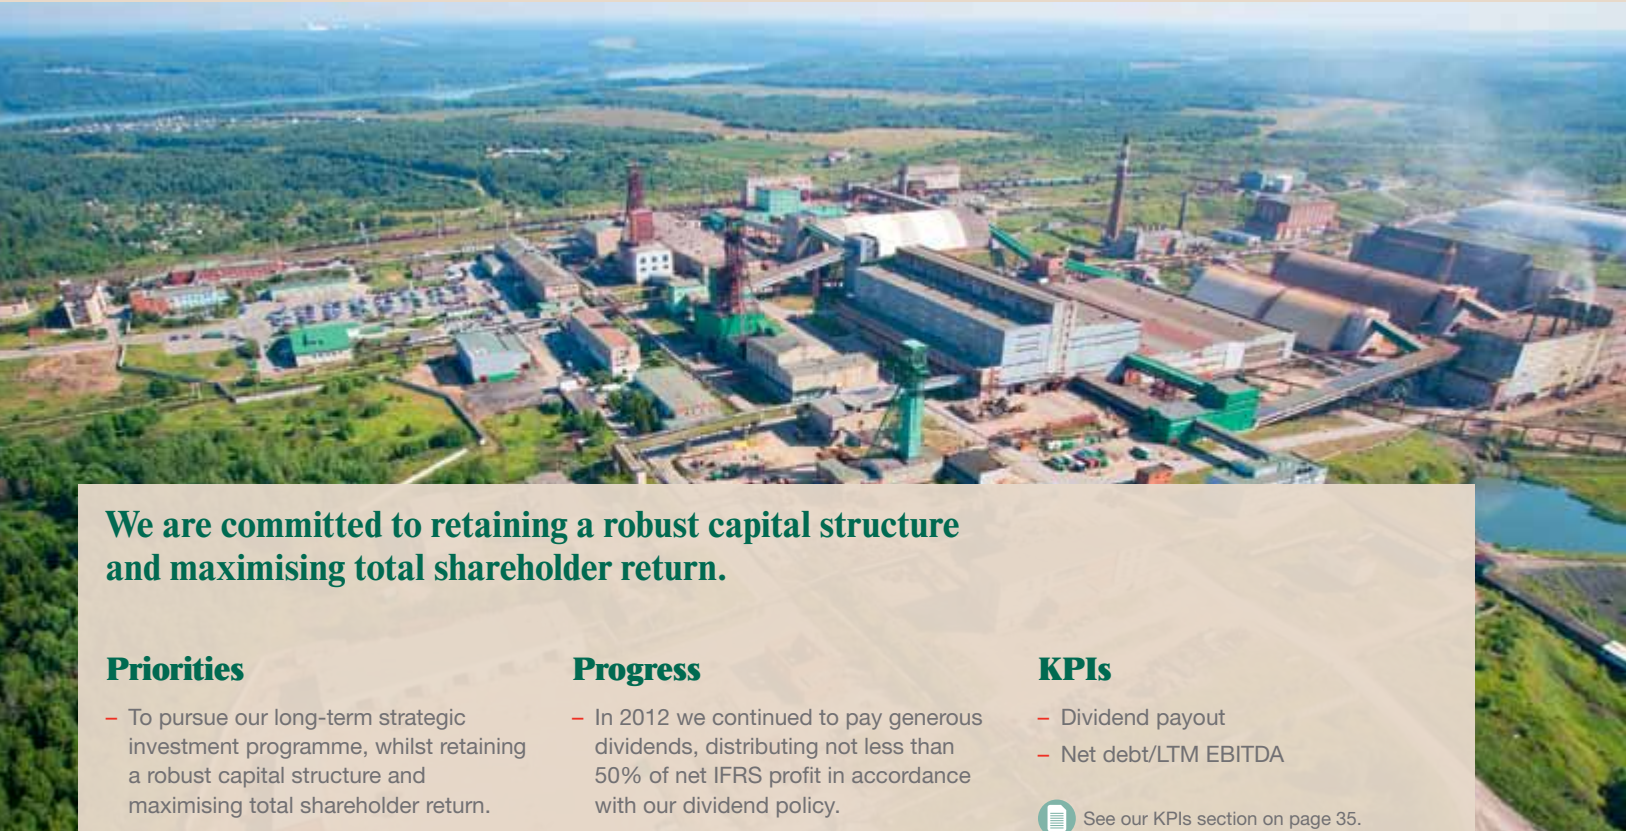 We are committed to retaining a robust capital structure
and maximising total shareholder return.
Priorities
– To pursue our long-term strategic
investment programme, whilst retaining
a robust capital structure and
maximising total shareholder return.
Progress
– In 2012 we continued to pay generous
dividends, distributing not less than
50% of net IFRS profit in accordance
with our dividend policy.
KPIs
– Dividend payout
– Net debt/LTM EBITDA
See our KPIs section on page 35.